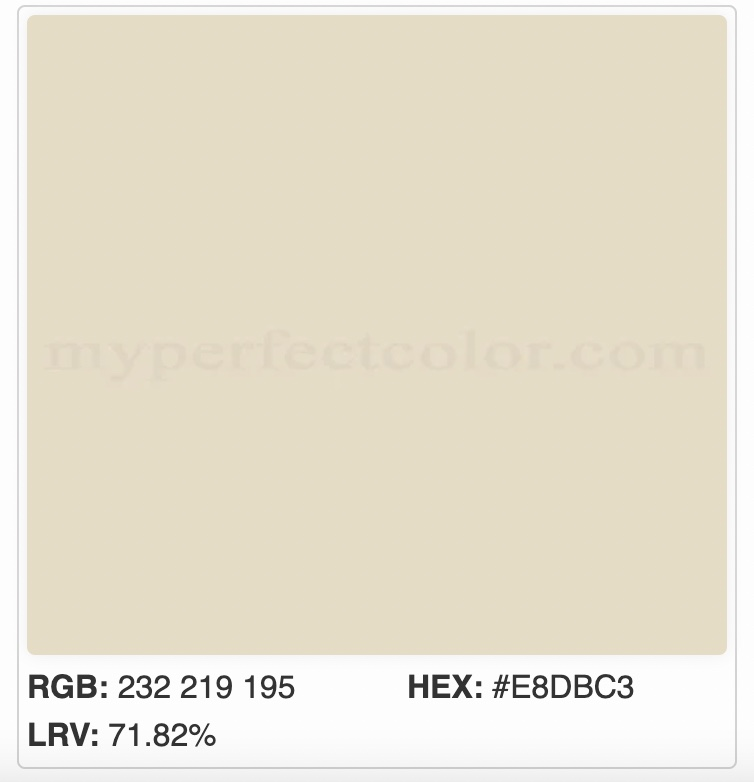 myperfectcolor.com
RGB: 232 219 195 HEX: #E8DBC3
LRV: 71.82%